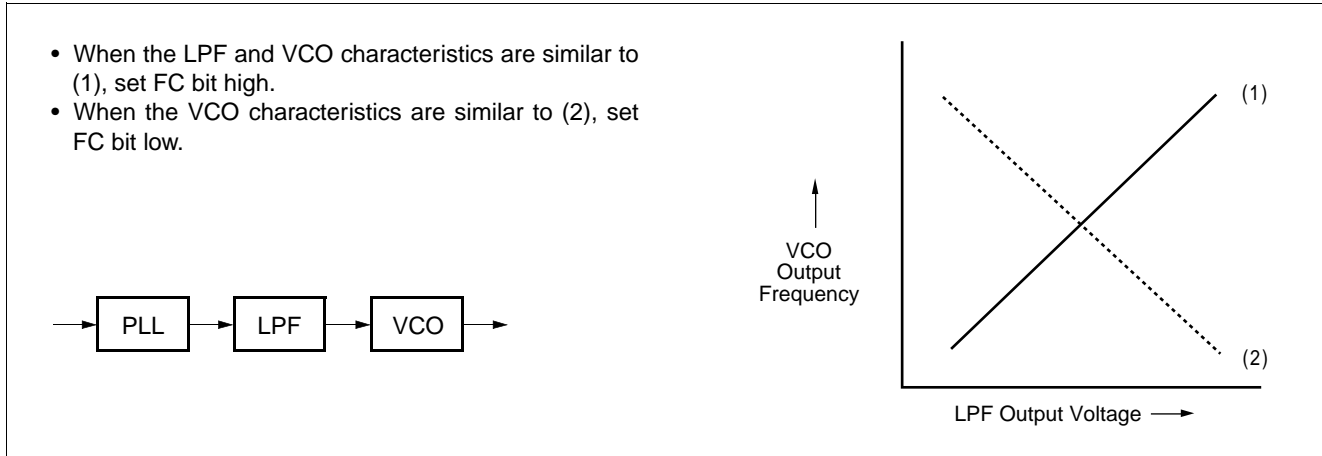 • When the LPF and VCO characteristics are similar to
(1), set FC bit high.
• When the VCO characteristics are similar to (2), set
FC bit low.
PLL
LPF
VCO
VCO
Output
Frequency
(1)
(2)
LPF Output Voltage